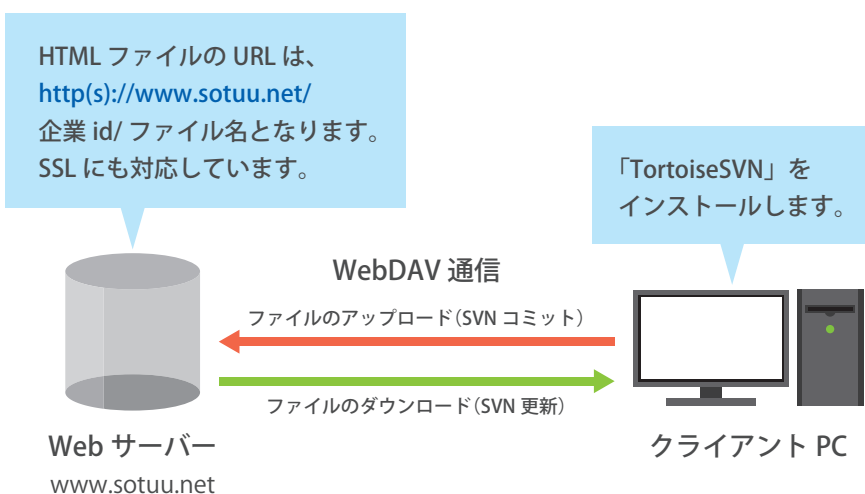 HTML ファイルの URL は、
http(s)://www.sotuu.net/
企業 id/ ファイル名となります。
SSL にも対応しています。
「TortoiseSVN」を
インストールします。
WebDAV 通信
ファイルのアップロード(SVN コミット)
ファイルのダウンロード(SVN 更新)
Web サーバー
www.sotuu.net
クライアント PC